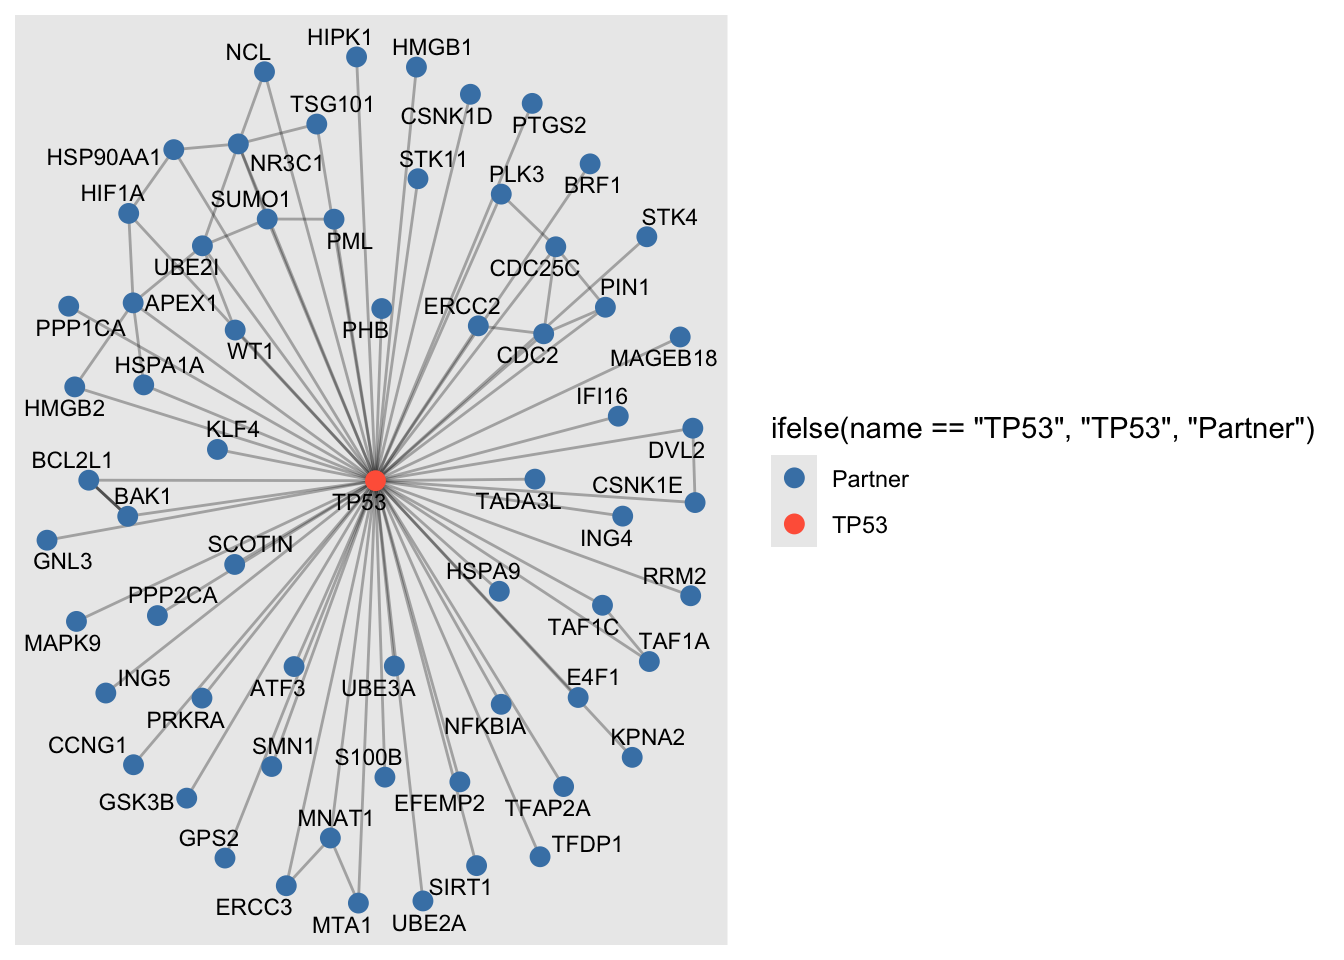 HIPK1
HMGB1
NCL
CSNK1D
TSG101
PTGS2
HSP90AA1
NR3C1
STK11
PLK3
BRF1
HIF1A
SUMO1
STK4
PML
UBE2I
CDC25C
PIN1
APEX1
ERCC2
PPP1CA
PHB
WT1
CDC2
MAGEB18
HSPA1A
HMGB2
IFI16
KLF4
DVL2
BCL2L1
CSNK1E
BAK1
TP53
TADA3L
ING4
GNL3
SCOTIN
HSPA9
RRM2
PPP2CA
TAF1C
MAPK9
TAF1A
ING5
ATF3
UBE3A
E4F1
PRKRA
NFKBIA
CCNG1
SMN1
S100B
KPNA2
GSK3B
EFEMP2
TFAP2A
MNAT1
GPS2
TFDP1
SIRT1
ERCC3
MTA1
UBE2A
ifelse(name == "TP53", "TP53", "Partner")
Partner
TP53